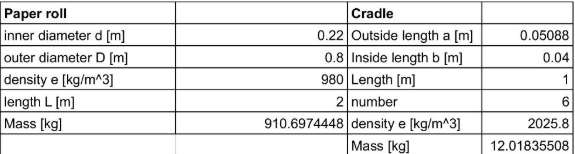 Paper roll Cradle
inner diameter d [m] 0.22 Outside length a [m] 0.05088
outer diameter D [m] 0.8 Inside length b [m] 0.04
density e [kg/m^3] 980 Length [m] 1
length L [m] 2 number 6
Mass [kg] 910.6974448 density e [kg/m^3] 2025.8
Mass [kg] 12.01835508